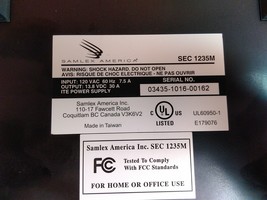 SAMLEX AMERICA
SEC 1235M
WARNING: SHOCK HAZARD. DO NOT OPEN
AVIS: RISQUE DE CHOC ELECTRIQUE - NE PAS OUVRIR
INPUT: 120 VAC 60 Hz 7.5 A
OUTPUT: 13.8 VDC 30 A
ITE POWER SUPPLY
SERIAL NO.
03435-1016-00162
Samlex America Inc.
110-17 Fawcett Road
Coquitlam BC Canada V3K6V2
Made in Taiwan
C UL US
LISTED
UL60950-1
E179076
Samlex America Inc. SEC 1235M
FCC
Tested To Comply
With FCC Standards
FOR HOME OR OFFICE USE